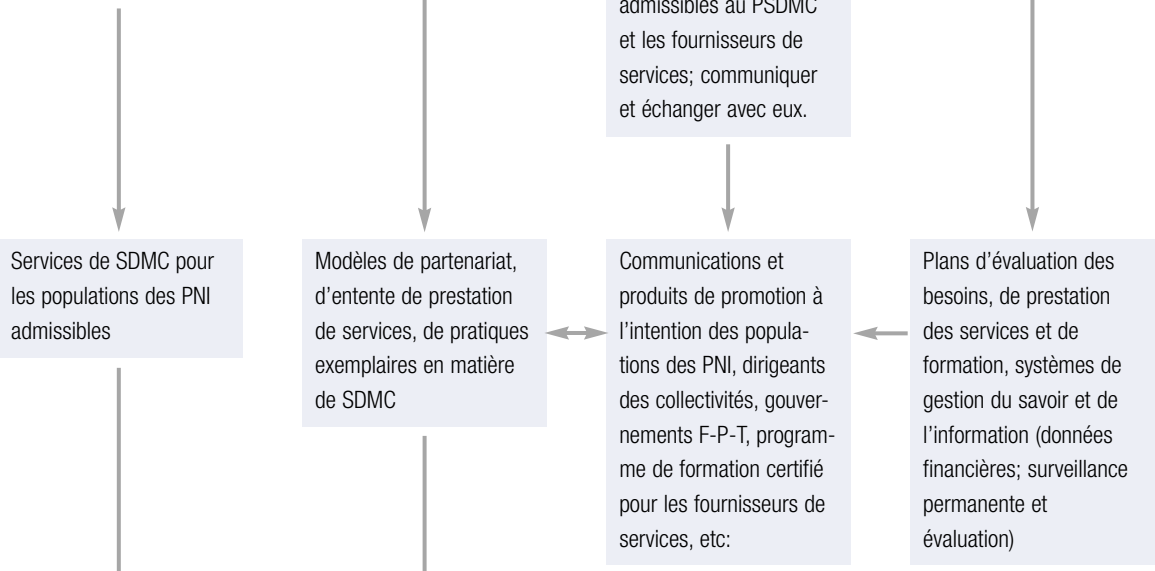 admissibles au PSDMC
et les fournisseurs de
services; communiquer
et échanger avec eux.
Services de SDMC pour
les populations des PNI
admissibles
Modèles de partenariat,
d'entente de prestation
de services, de pratiques
exemplaires en matière
de SDMC
Communications et
produits de promotion à
l'intention des popula-
tions des PNI, dirigeants
des collectivités, gouver-
nements F-P-T, program-
me de formation certifié
pour les fournisseurs de
services, etc:
Plans d'évaluation des
besoins, de prestation
des services et de
formation, systèmes de
gestion du savoir et de
l'information (données
financières; surveillance
permanente et
évaluation)